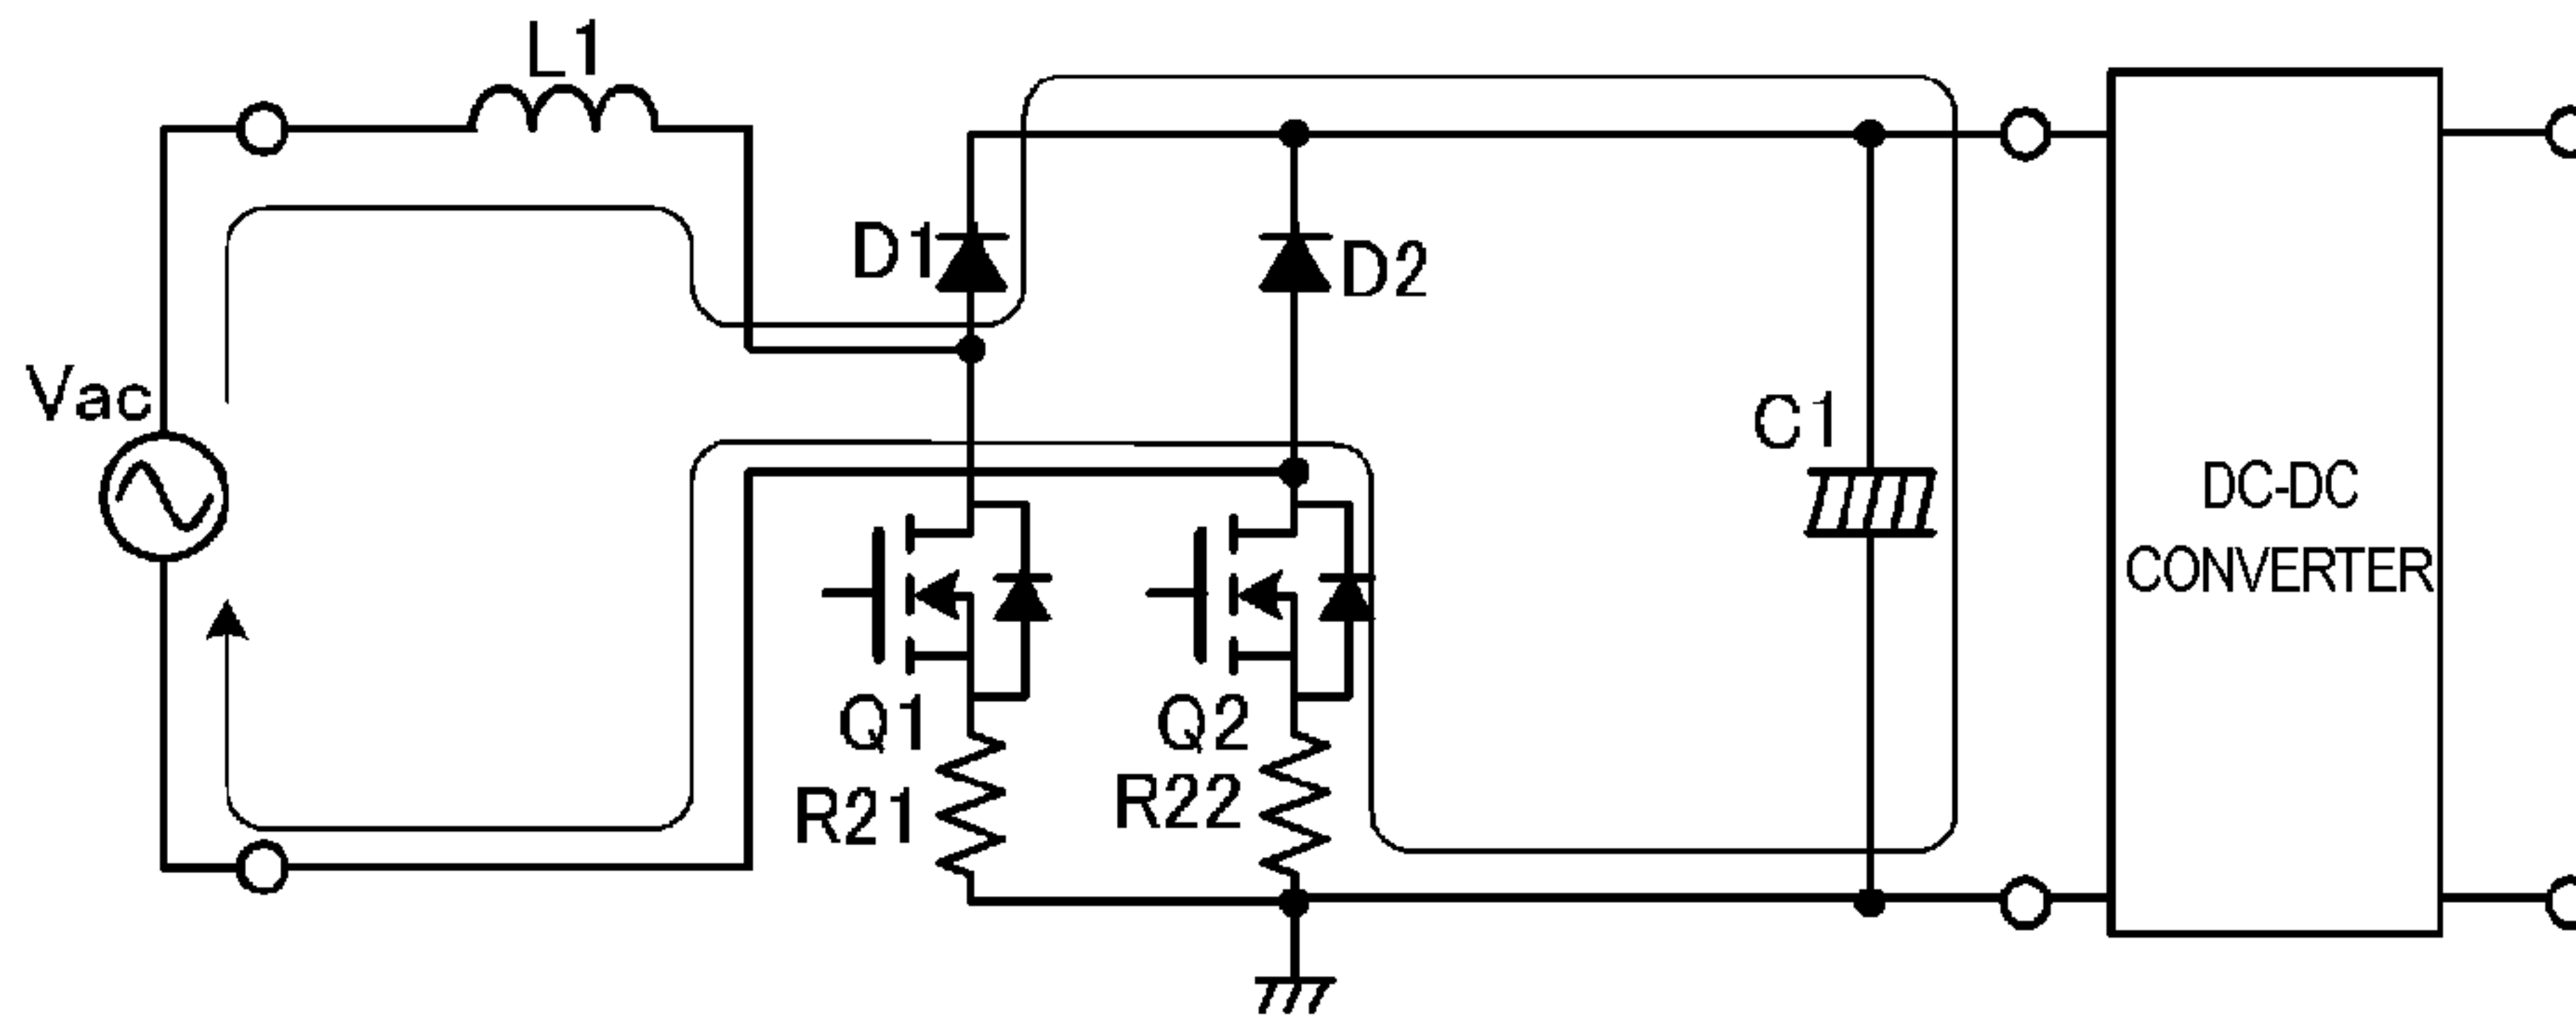 L1
D1
D2
Vac
C1
DC-DC
CONVERTER
Q1
Q2
R21
R22